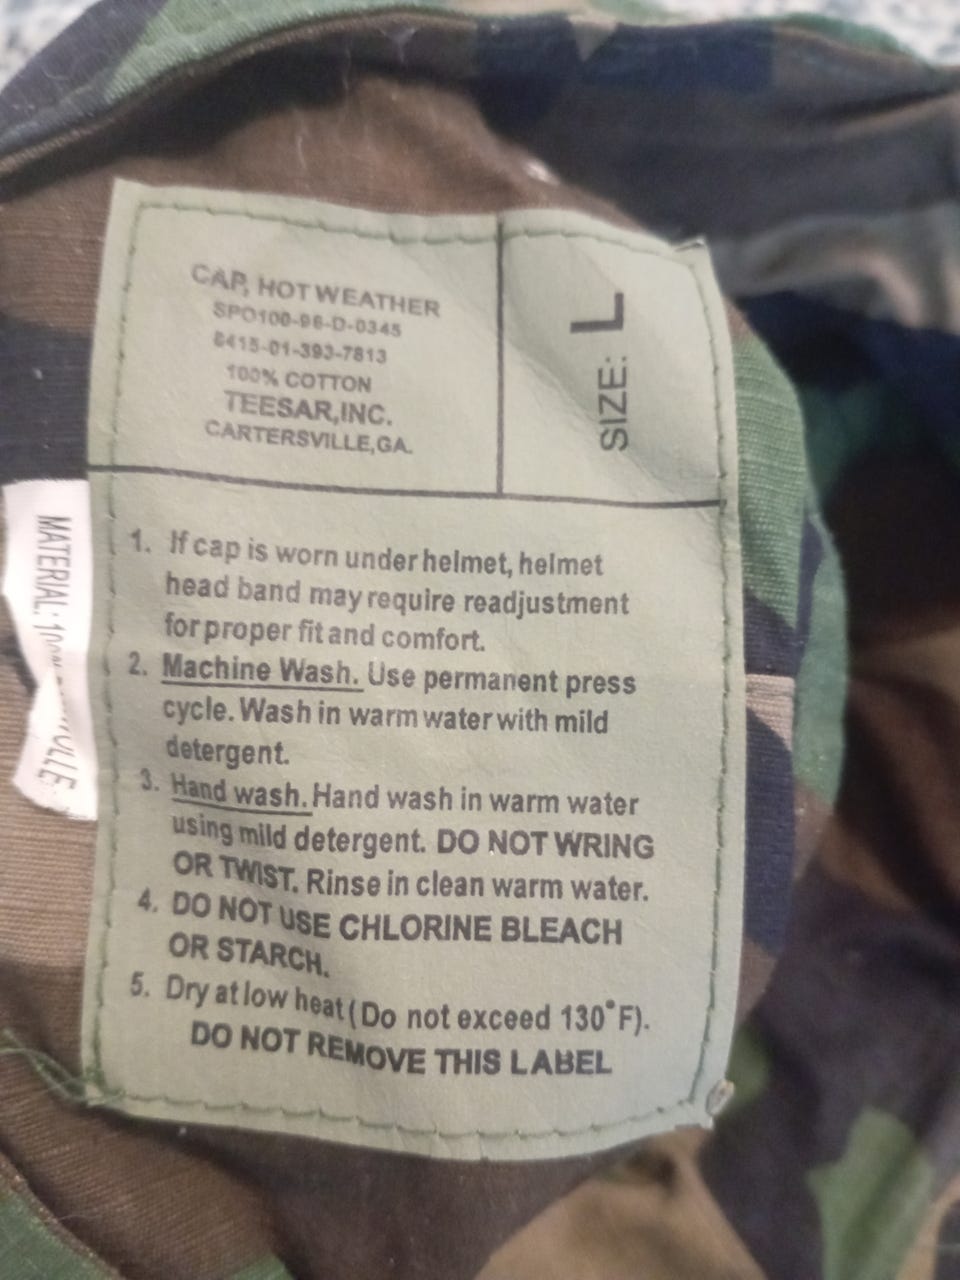 CAP, HOT WEATHER
SPO100-96-D-0345
8415-01-393-7813
100% COTTON
TEESAR,INC.
CARTERSVILLE,GA.
SIZE: L
1. If cap is worn under helmet, helmet
head band may require readjustment
for proper fit and comfort.
2. Machine Wash. Use permanent press
cycle. Wash in warm water with mild
detergent.
3. Hand wash. Hand wash in warm water
using mild detergent. DO NOT WRING
OR TWIST. Rinse in clean warm water.
4. DO NOT USE CHLORINE BLEACH
OR STARCH.
5. Dry at low heat (Do not exceed 130°F).
DO NOT REMOVE THIS LABEL
MATERIAL: